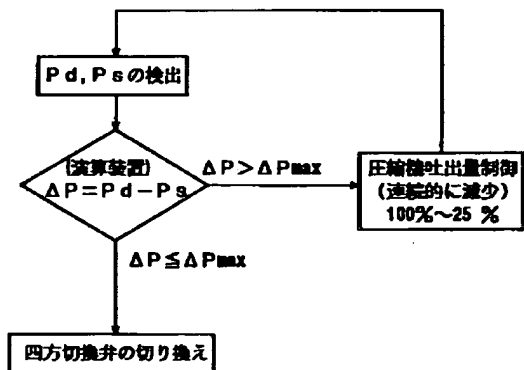 Pd,Psの検出
(演算装置)
ΔP=Pd-Ps
ΔP>ΔPmax
圧縮機吐出量制御
(連続的に減少)
100%~25 %
ΔP≦ΔPmax
四方切換弁の切り換え